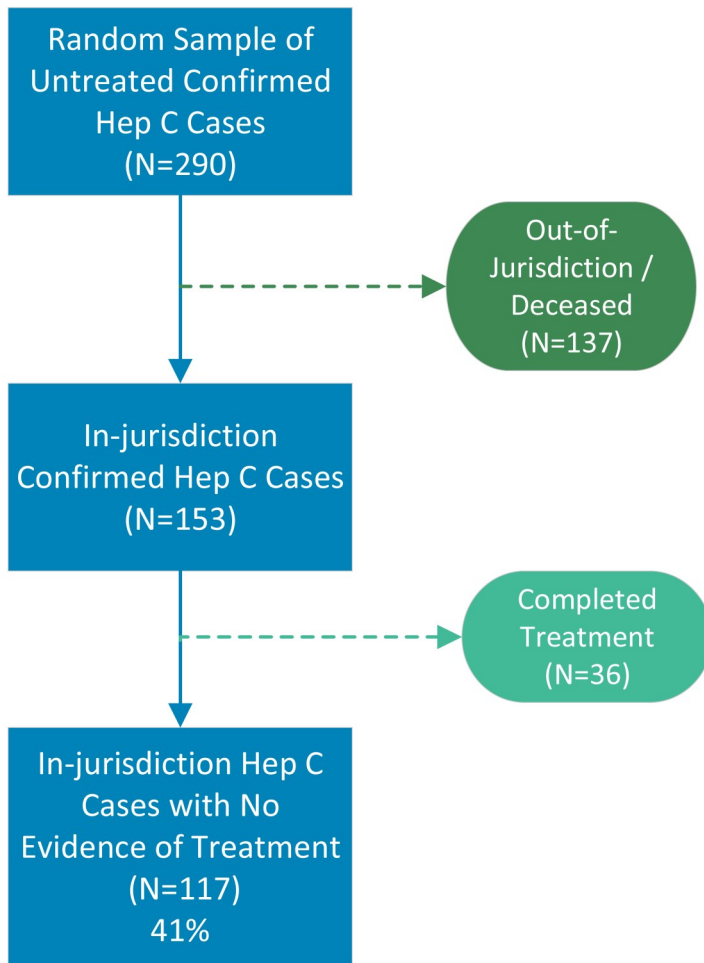 Random Sample of
Untreated Confirmed
Hep C Cases
(N=290)
Out-of-
Jurisdiction /
Deceased
(N=137)
In-jurisdiction
Confirmed Hep C Cases
(N=153)
Completed
Treatment
(N=36)
In-jurisdiction Hep C
Cases with No
Evidence of Treatment
(N=117)
41%